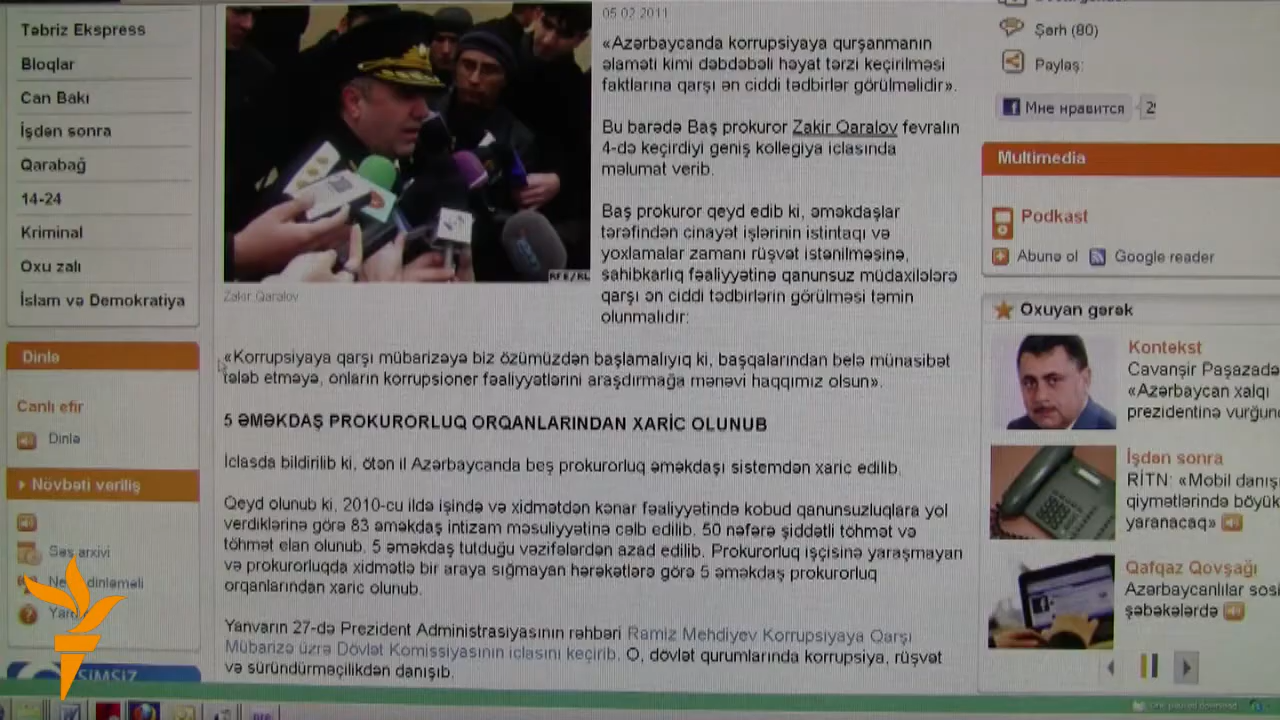 Təbriz Ekspress
Bloqlar
Can Bakı
İşdən sonra
Qarabağ
14-24
Kriminal
Oxu zalı
İslam və Demokratiya
Dinlə
Canlı efir
Dinlə
Növbəti veriliş
Səs arxivi
Necə dinləməli
SİMSİZ
RFE/RL
Zakir Qaralov
05.02.2011
«Azərbaycanda korrupsiyaya qurşanmanın
əlaməti kimi dəbdəbəli həyat tərzi keçirilməsi
faktlarına qarşı ən ciddi tədbirlər görülməlidir».
Bu barədə Baş prokuror Zakir Qaralov fevralın
4-də keçirdiyi geniş kollegiya iclasında
məlumat verib.
Baş prokuror qeyd edib ki, əməkdaşlar
tərəfindən cinayət işlərinin istintaqı və
yoxlamalar zamanı rüşvət istənilməsinə,
sahibkarlıq fəaliyyətinə qanunsuz müdaxilələrə
qarşı ən ciddi tədbirlərin görülməsi təmin
olunmalıdır:
«Korrupsiyaya qarşı mübarizəyə biz özümüzdən başlamalıyıq ki, başqalarından belə münasibət
tələb etməyə, onların korrupsioner fəaliyyətlərini araşdırmağa mənəvi haqqımız olsun».
5 ƏMƏKDAŞ PROKURORLUQ ORQANLARINDAN XARİC OLUNUB
İclasda bildirilib ki, ötən il Azərbaycanda beş prokurorluq əməkdaşı sistemdən xaric edilib.
Qeyd olunub ki, 2010-cu ildə işində və xidmətdən kənar fəaliyyətində kobud qanunsuzluqlara yol
verdiklərinə görə 83 əməkdaş intizam məsuliyyətinə cəlb edilib. 50 nəfərə şiddətli töhmət və
töhmət elan olunub. 5 əməkdaş tutduğu vəzifələrdən azad edilib. Prokurorluq işçisinə yaraşmayan
və prokurorluqda xidmətlə bir araya sığmayan hərəkətlərə görə 5 əməkdaş prokurorluq
orqanlarından xaric olunub.
Yanvarın 27-də Prezident Administrasiyasının rəhbəri Ramiz Mehdiyev Korrupsiyaya Qarşı
Mübarizə üzrə Dövlət Komissiyasının iclasını keçirib. O, dövlət qurumlarında korrupsiya, rüşvət
və süründürməçilikdən danışıb.
Şərh (80)
Paylaş:
Мне нравится
Multimedia
Podkast
Abunə ol
Google reader
Oxuyan gərək
Kontekst
Cavanşir Paşazadə
«Azərbaycan xalqı
prezidentinə vurğun
İşdən sonra
RİTN: «Mobil danış
qiymətlərində böyük
yaranacaq»
Qafqaz Qovşağı
Azərbaycanlılar sosi
şəbəkələrdə